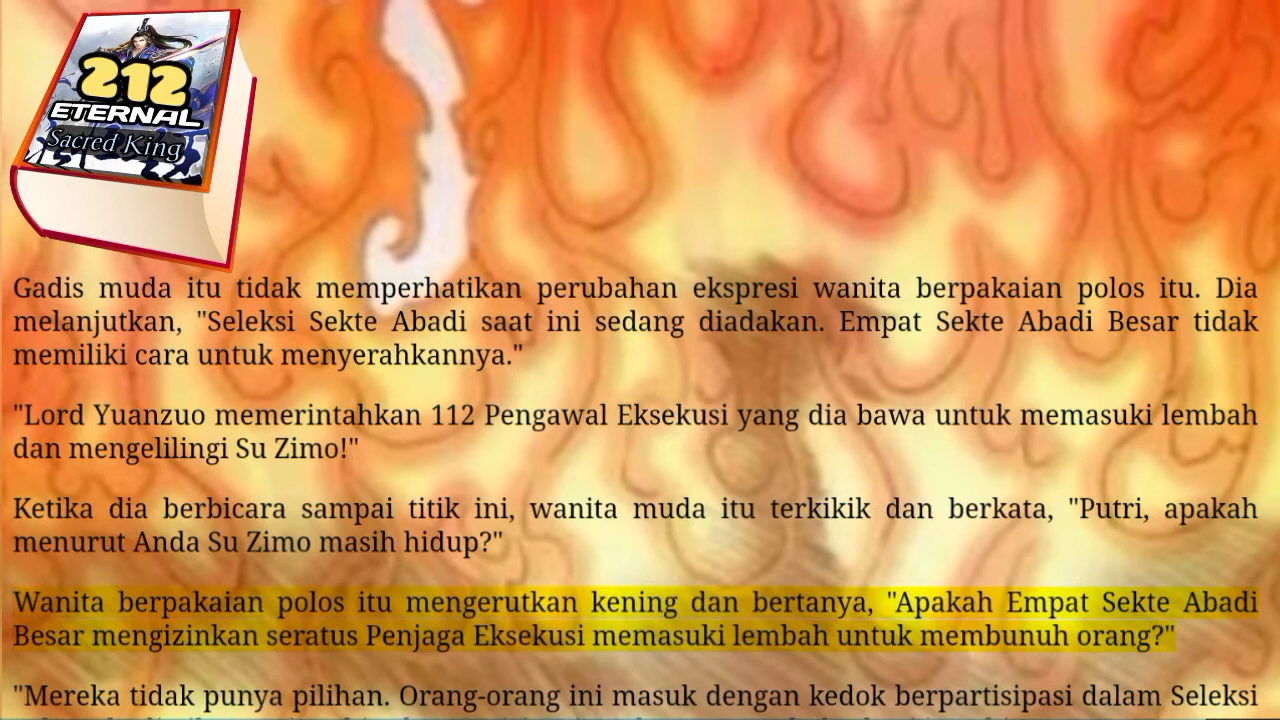 212
ETERNAL
Sacred King
Gadis muda itu tidak memperhatikan perubahan ekspresi wanita berpakaian polos itu. Dia
melanjutkan, "Seleksi Sekte Abadi saat ini sedang diadakan. Empat Sekte Abadi Besar tidak
memiliki cara untuk menyerahkannya."
"Lord Yuanzuo memerintahkan 112 Pengawal Eksekusi yang dia bawa untuk memasuki lembah
dan mengelilingi Su Zimo!"
Ketika dia berbicara sampai titik ini, wanita muda itu terkikik dan berkata, "Putri, apakah
menurut Anda Su Zimo masih hidup?"
Wanita berpakaian polos itu mengerutkan kening dan bertanya, "Apakah Empat Sekte Abadi
Besar mengizinkan seratus Penjaga Eksekusi memasuki lembah untuk membunuh orang?"
"Mereka tidak punya pilihan. Orang-orang ini masuk dengan kedok berpartisipasi dalam Seleksi